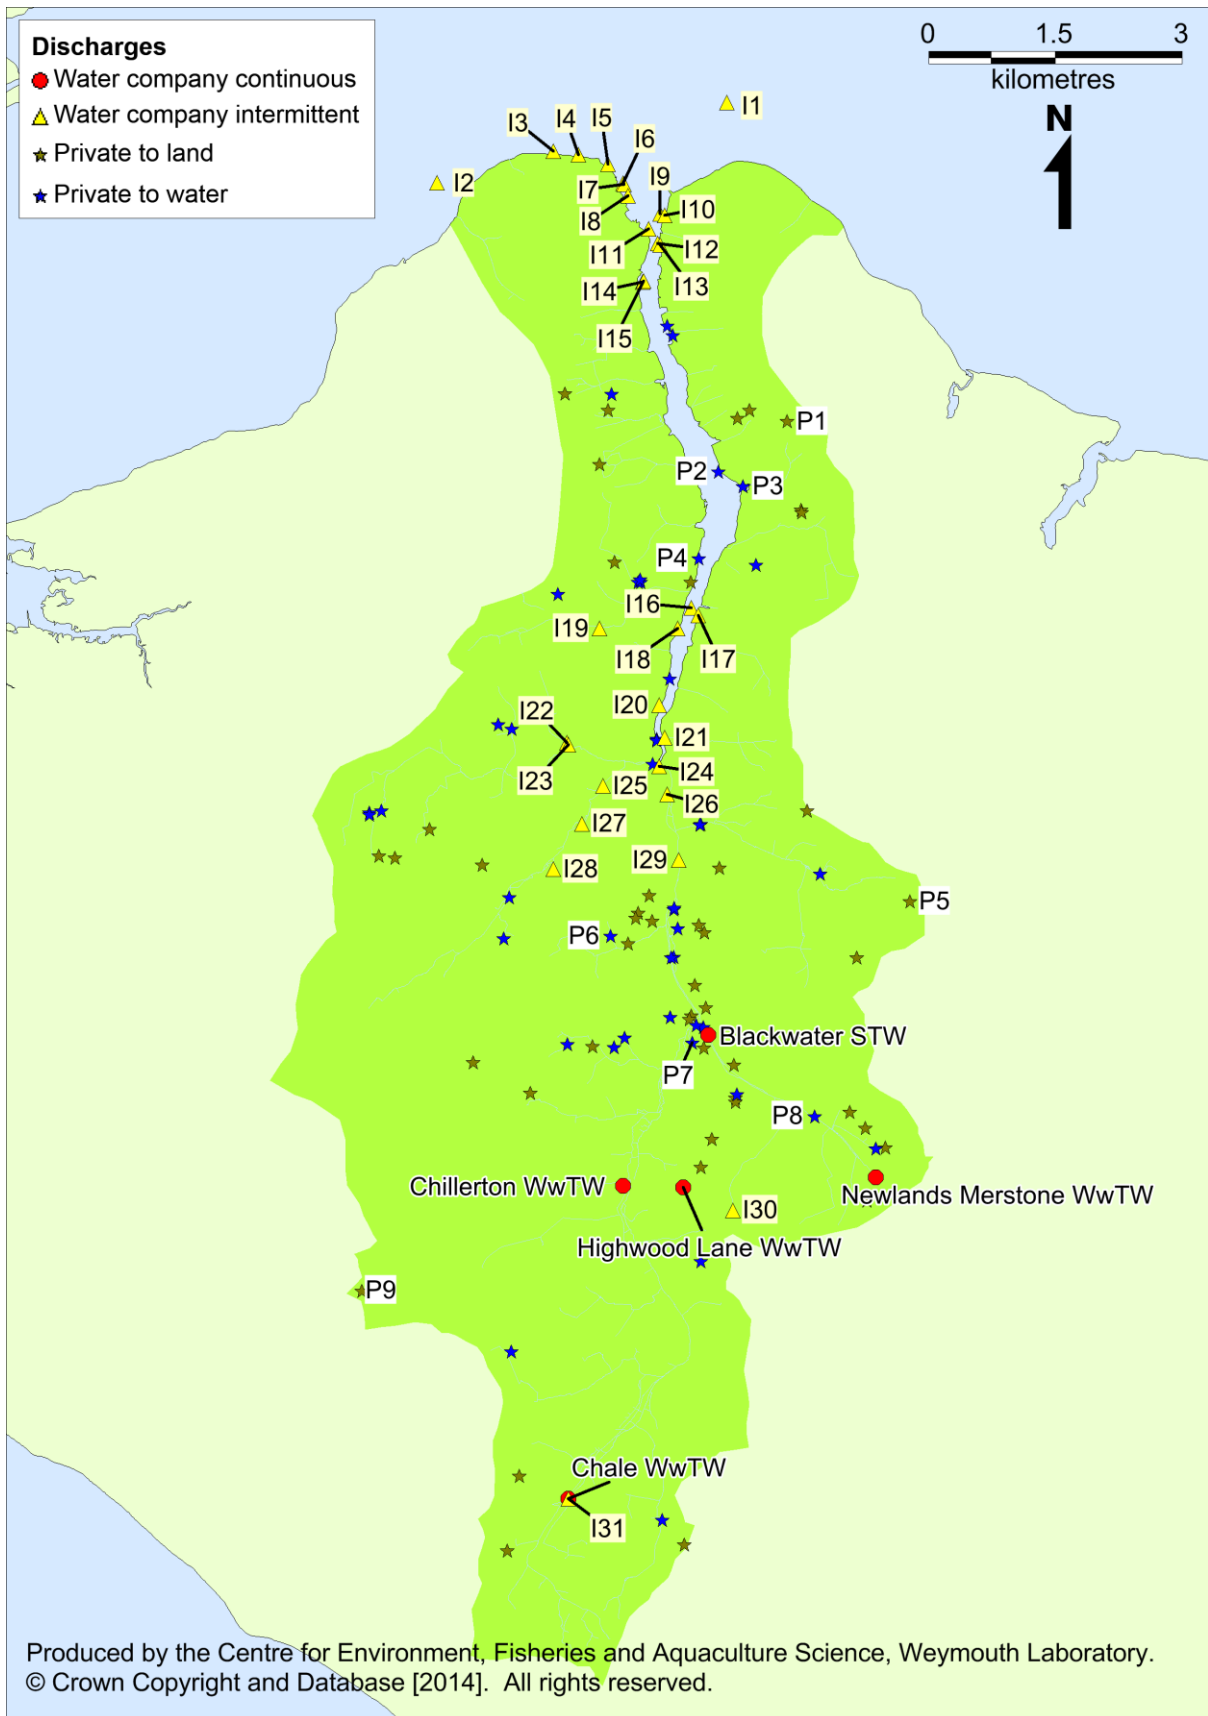 Discharges
Water company continuous
Water company intermittent
Private to land
Private to water
0 1.5 3
kilometres
N
I1
I2
I3
I4
I5
I6
I7
I8
I9
I10
I11
I12
I13
I14
I15
P1
P2
P3
P4
I16
I17
I18
I19
I20
I21
I22
I23
I24
I25
I26
I27
I28
I29
P5
P6
Blackwater STW
P7
P8
Chillerton WwTW
Newlands Merstone WwTW
I30
Highwood Lane WwTW
P9
Chale WwTW
I31
Produced by the Centre for Environment, Fisheries and Aquaculture Science, Weymouth Laboratory.
© Crown Copyright and Database [2014]. All rights reserved.